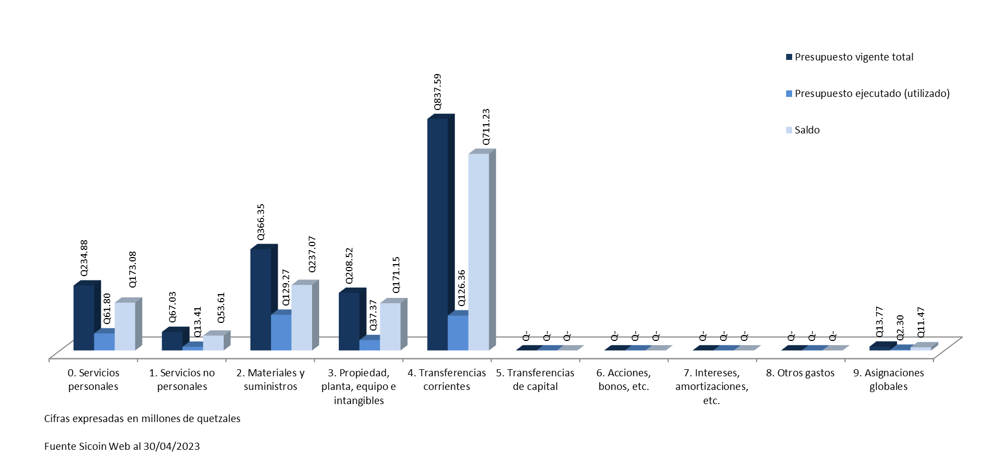 Presupuesto vigente total
Presupuesto ejecutado (utilizado)
Saldo
Q234.88
Q61.80
Q173.08
Q67.03
Q13.41
Q53.61
Q366.35
Q129.27
Q237.07
Q208.52
Q37.37
Q171.15
Q837.59
Q126.36
Q711.23
Q-
Q-
Q-
Q-
Q-
Q-
Q-
Q-
Q-
Q-
Q-
Q-
Q13.77
Q2.30
Q11.47
0. Servicios
personales
1. Servicios no
personales
2. Materiales y
suministros
3. Propiedad,
planta, equipo e
intangibles
4. Transferencias
corrientes
5. Transferencias
de capital
6. Acciones,
bonos, etc.
7. Intereses,
amortizaciones,
etc.
8. Otros gastos
9. Asignaciones
globales
Cifras expresadas en millones de quetzales
Fuente Sicoin Web al 30/04/2023